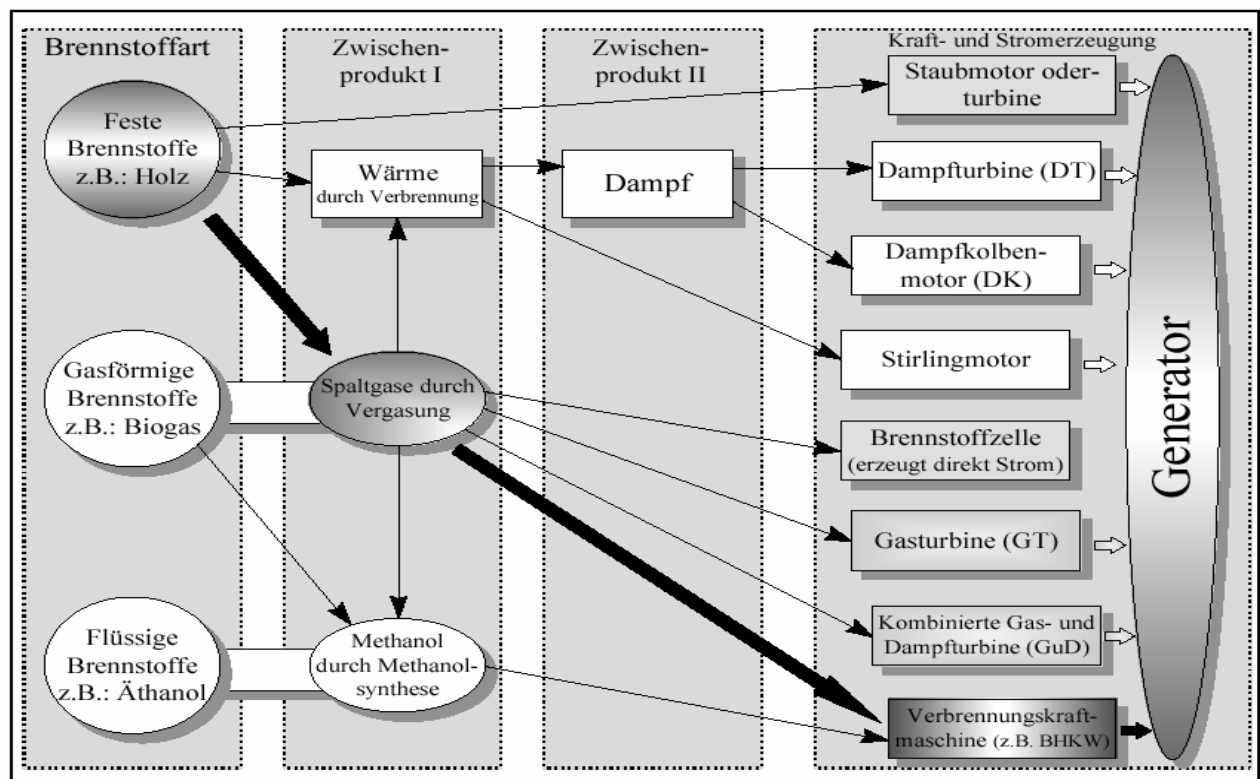 Brennstoffart
Zwischen-
produkt I
Zwischen-
produkt II
Kraft- und Stromerzeugung
Feste
Brennstoffe
z.B.: Holz
Gasförmige
Brennstoffe
z.B.: Biogas
Flüssige
Brennstoffe
z.B.: Äthanol
Wärme
durch Verbrennung
Spaltgase durch
Vergasung
Methanol
durch Methanol-
synthese
Dampf
Staubmotor oder-
turbine
Dampfturbine (DT)
Dampfkolben-
motor (DK)
Stirlingmotor
Brennstoffzelle
(erzeugt direkt Strom)
Gasturbine (GT)
Kombinierte Gas- und
Dampfturbine (GuD)
Verbrennungskraft-
maschine (z.B. BHKW)
Generator